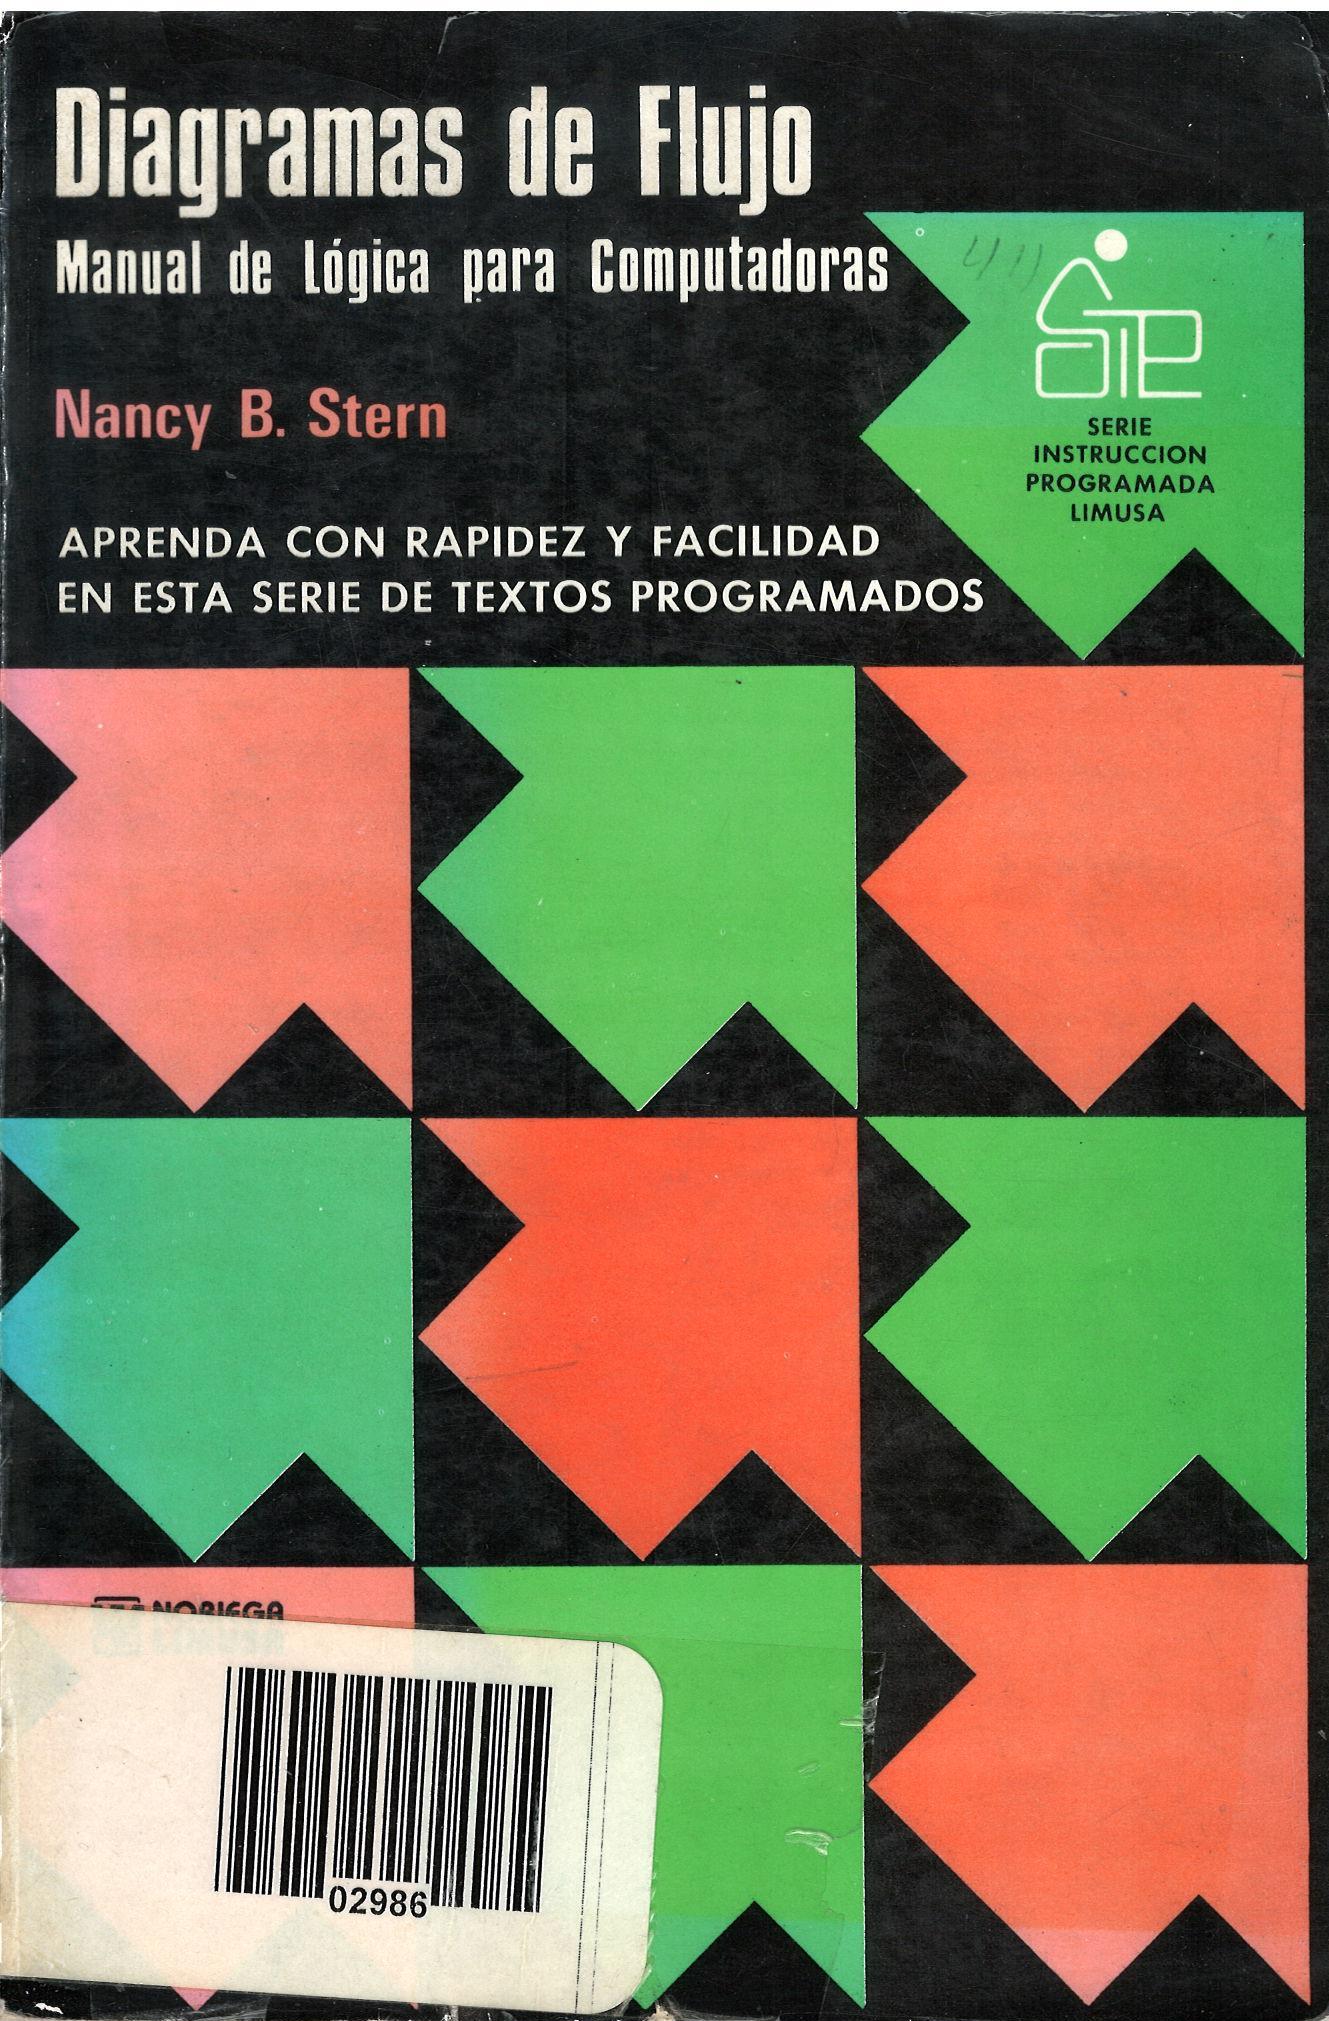 Diagramas de Flujo
Manual de Lógica para Computadoras
Nancy B. Stern
APRENDA CON RAPIDEZ Y FACILIDAD
EN ESTA SERIE DE TEXTOS PROGRAMADOS
SIP
SERIE
INSTRUCCION
PROGRAMADA
LIMUSA
NORIEGA
02986